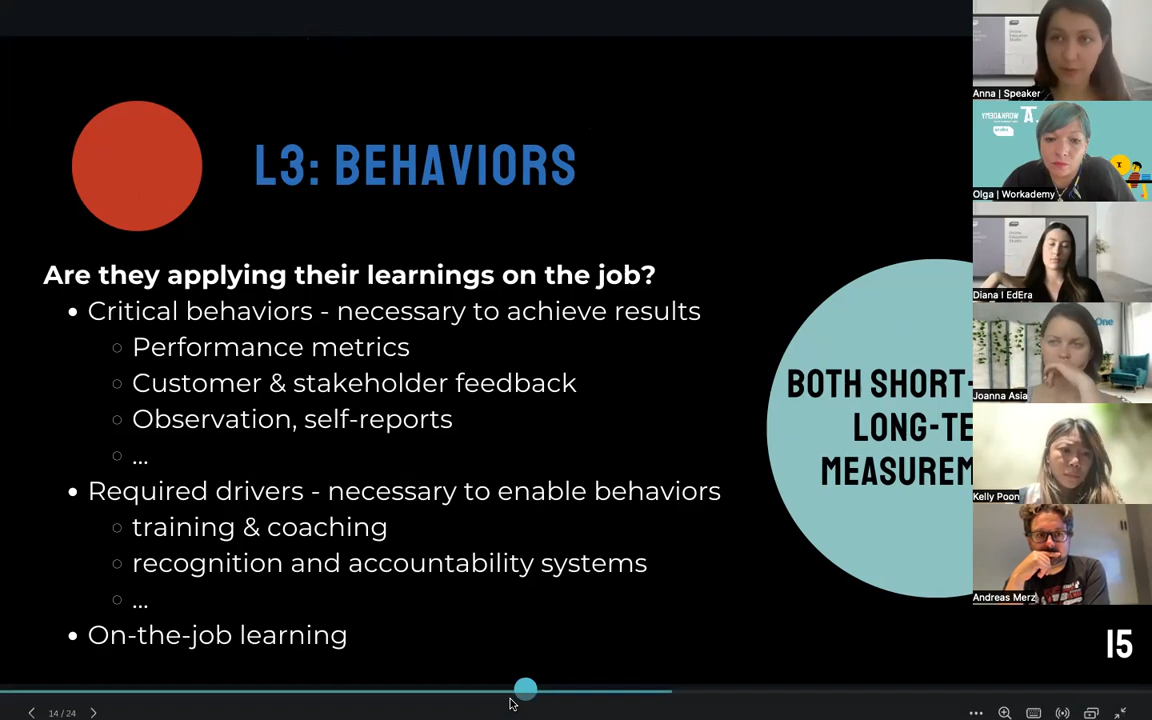 L3: BEHAVIORS
Are they applying their learnings on the job?
• Critical behaviors - necessary to achieve results
○ Performance metrics
○ Customer & stakeholder feedback
○ Observation, self-reports
○ ...
• Required drivers - necessary to enable behaviors
○ training & coaching
○ recognition and accountability systems
○ ...
• On-the-job learning
BOTH SHORT-
LONG-TE
MEASUREM
15
14 / 24
Anna | Speaker
Olga | Workademy
Diana I EdEra
One
Joanna Asia
Kelly Poon
Andreas Merz